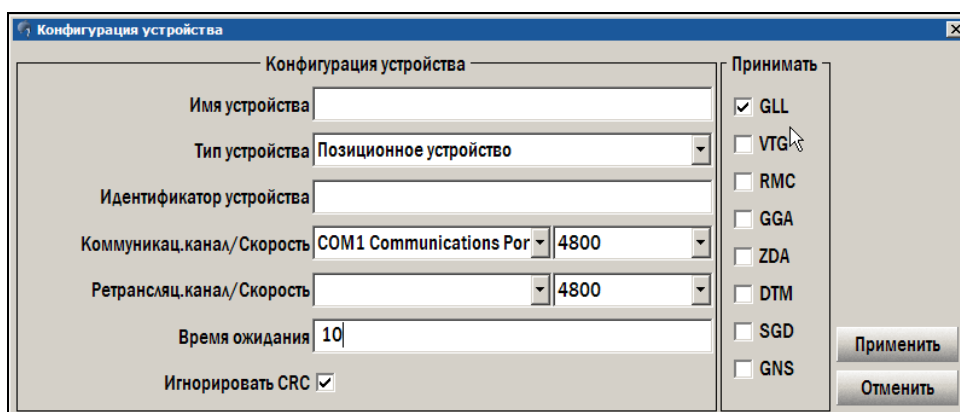 Конфигурация устройства
Конфигурация устройства
Имя устройства
Тип устройства Позиционное устройство
Идентификатор устройства
Коммуникац.канал/Скорость COM1 Communications Por 4800
Ретрансляц.канал/Скорость 4800
Время ожидания 10
Игнорировать CRC
Принимать
GLL
VTG
RMC
GGA
ZDA
DTM
SGD
GNS
Применить
Отменить